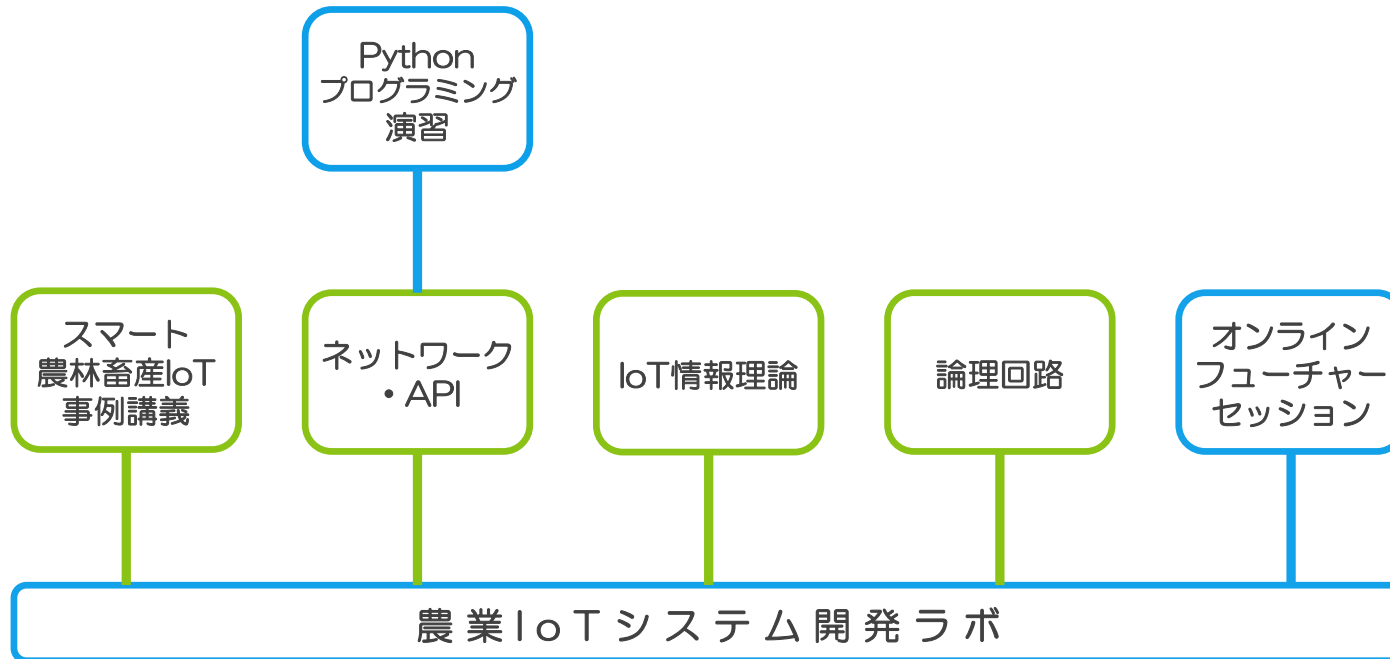 Python
プログラミング
演習
スマート
農林畜産IoT
事例講義
ネットワーク
・API
IoT情報理論
論理回路
オンライン
フューチャー
セッション
農業IoTシステム開発ラボ